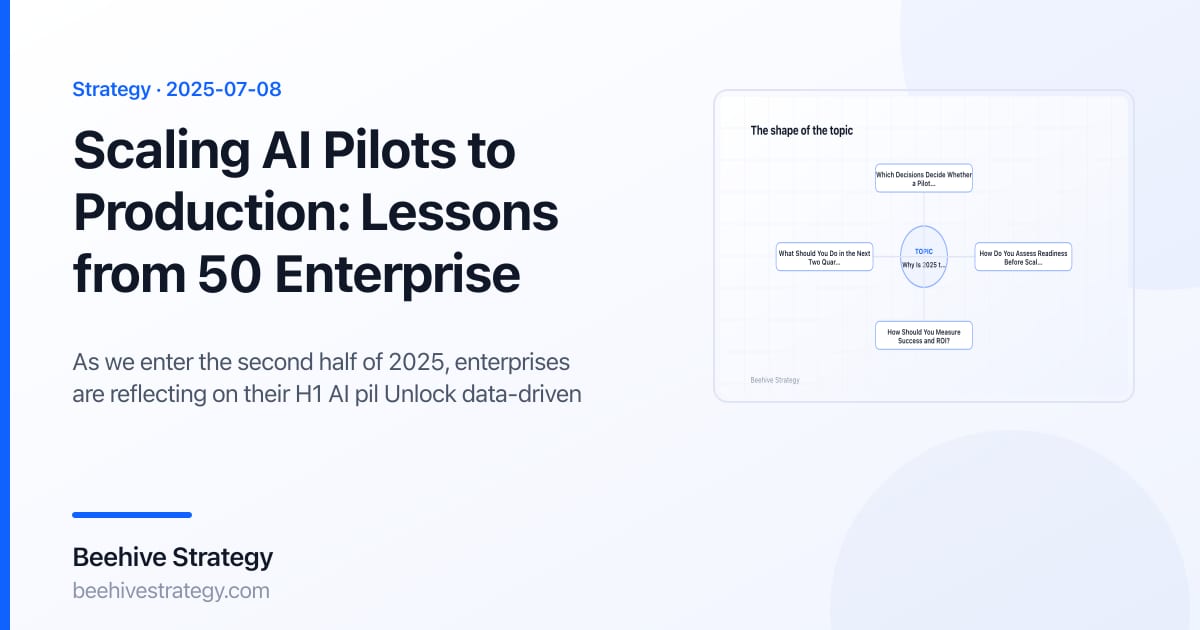 Strategy · 2025-07-08
Scaling AI Pilots to
Production: Lessons
from 50 Enterprise
As we enter the second half of 2025, enterprises
are reflecting on their H1 AI pil Unlock data-driven
Beehive Strategy
beehivestrategy.com
The shape of the topic
Which Decisions Decide Whether
a Pilot...
What Should You Do in the Next
Two Quar...
TOPIC
Why Is 2025 t...
How Do You Assess Readiness
Before Scal...
How Should You Measure
Success and ROI?
Beehive Strategy